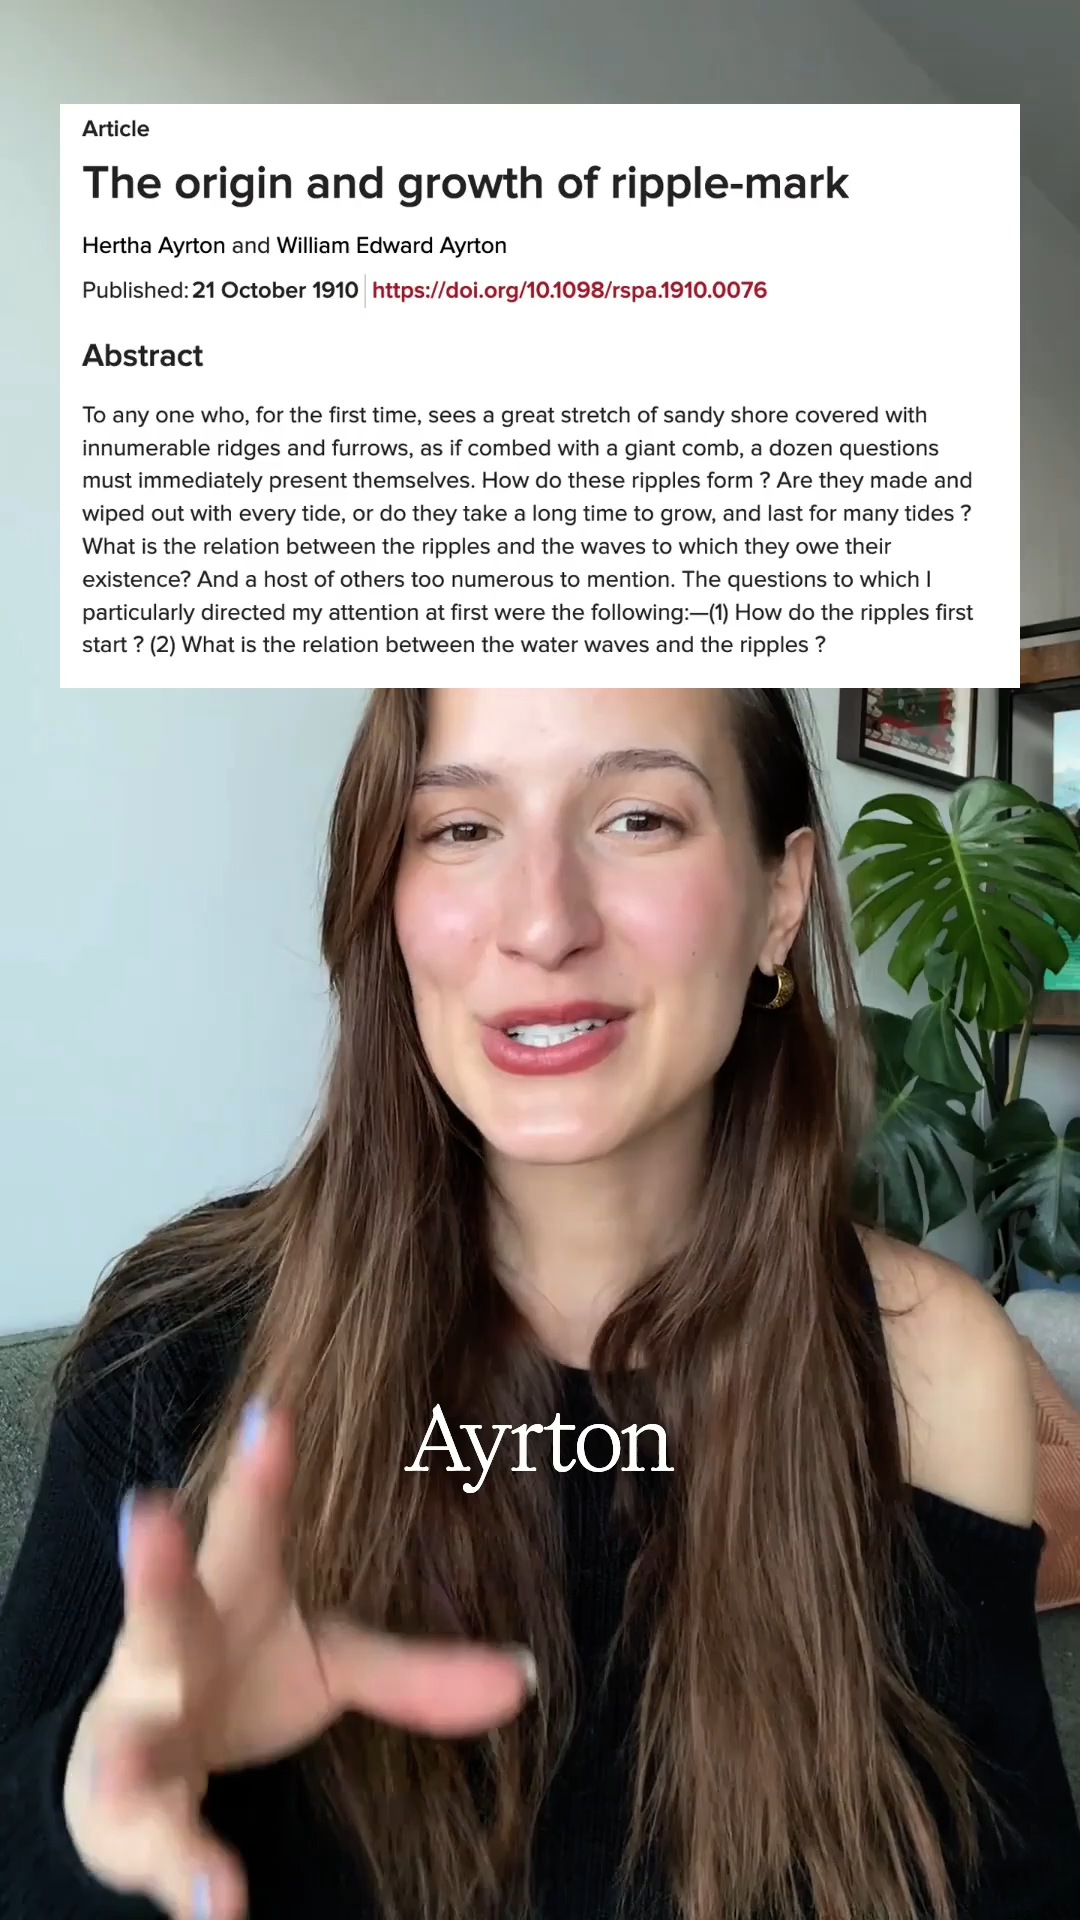 Article
The origin and growth of ripple-mark
Hertha Ayrton and William Edward Ayrton
Published: 21 October 1910 https://doi.org/10.1098/rspa.1910.0076
Abstract
To any one who, for the first time, sees a great stretch of sandy shore covered with
innumerable ridges and furrows, as if combed with a giant comb, a dozen questions
must immediately present themselves. How do these ripples form ? Are they made and
wiped out with every tide, or do they take a long time to grow, and last for many tides ?
What is the relation between the ripples and the waves to which they owe their
existence? And a host of others too numerous to mention. The questions to which I
particularly directed my attention at first were the following:—(1) How do the ripples first
start ? (2) What is the relation between the water waves and the ripples ?
Ayrton